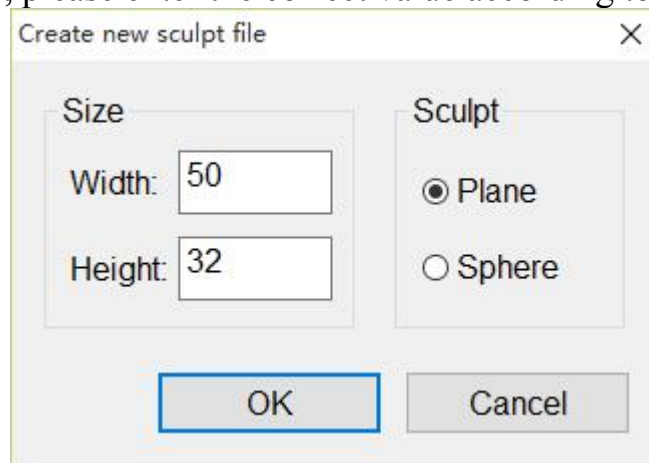 Create new sculpt file
Size
Width: 50
Height: 32
Sculpt
Plane
Sphere
OK
Cancel